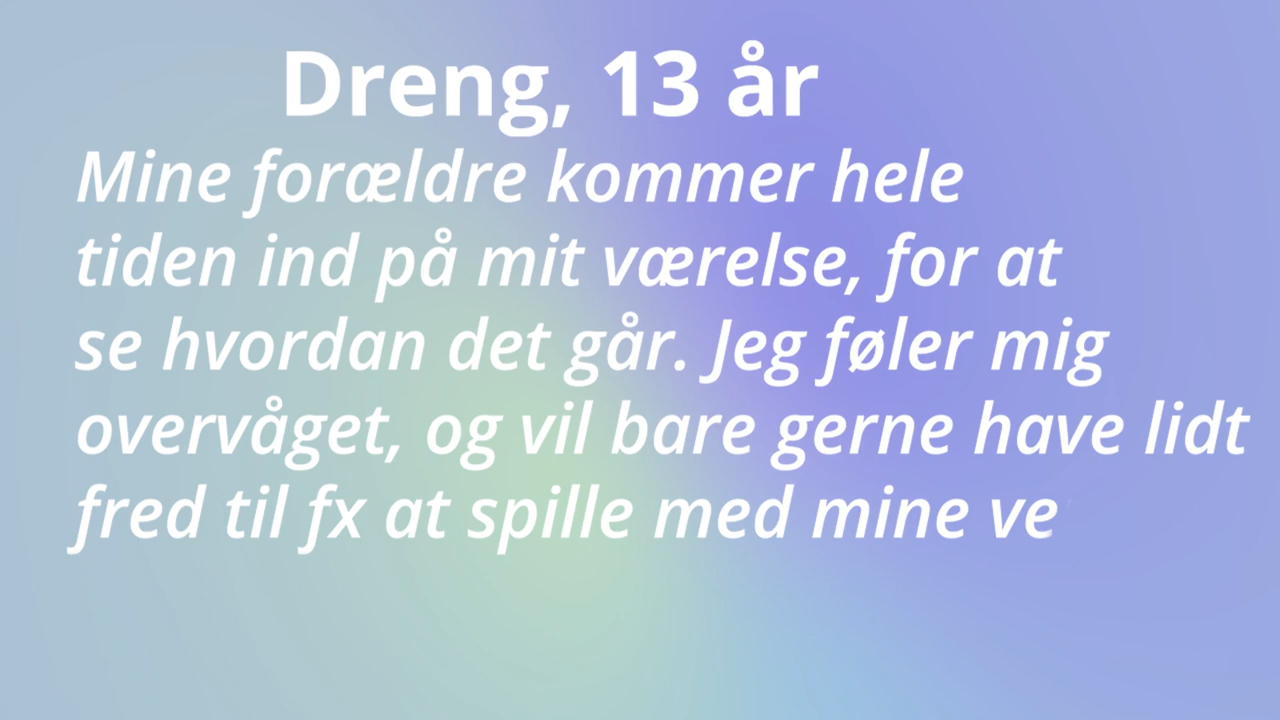 Dreng, 13 år
Mine forældre kommer hele
tiden ind på mit værelse, for at
se hvordan det går. Jeg føler mig
overvåget, og vil bare gerne have lidt
fred til fx at spille med mine ve